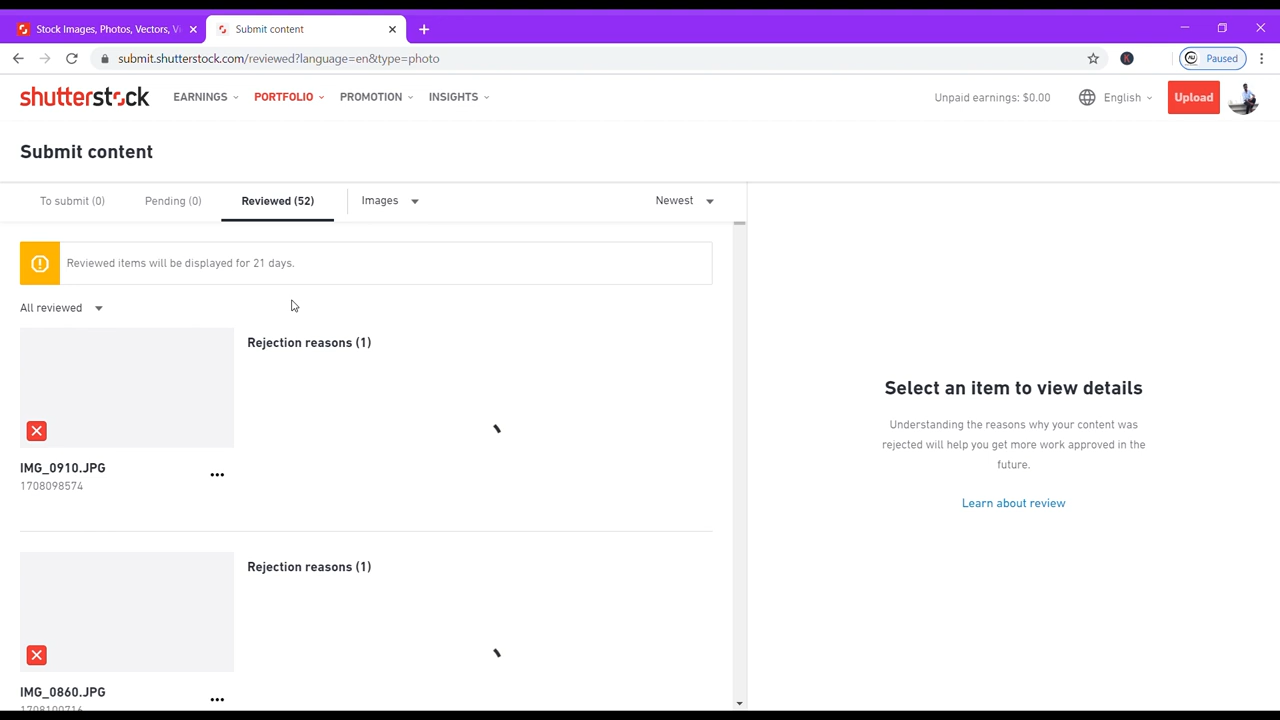 Stock Images, Photos, Vectors, V
Submit content
submit.shutterstock.com/reviewed?language=en&type=photo
K
Paused
shutterstock
EARNINGS
PORTFOLIO
PROMOTION
INSIGHTS
Unpaid earnings: $0.00
English
Upload
Submit content
To submit (0)
Pending (0)
Reviewed (52)
Images
Newest
Reviewed items will be displayed for 21 days.
All reviewed
Rejection reasons (1)
IMG_0910.JPG
1708098574
Rejection reasons (1)
IMG_0860.JPG
1708100716
Select an item to view details
Understanding the reasons why your content was
rejected will help you get more work approved in the
future.
Learn about review